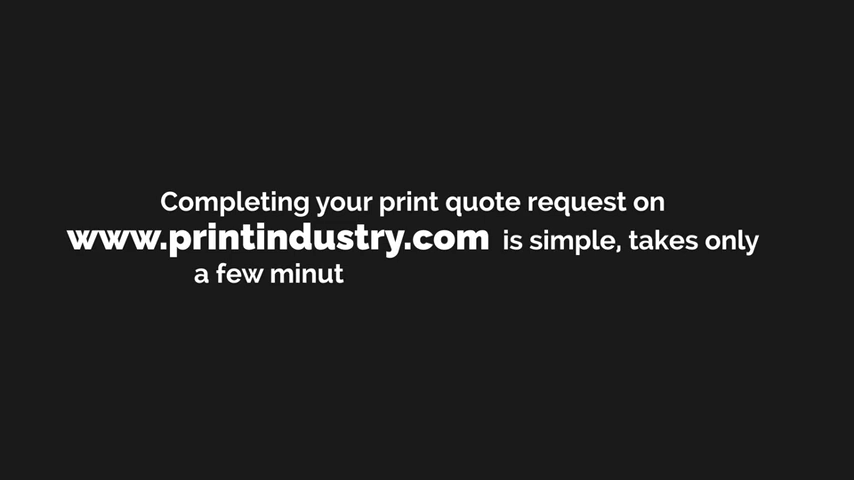 Completing your print quote request on
www.printindustry.com is simple, takes only
a few minut